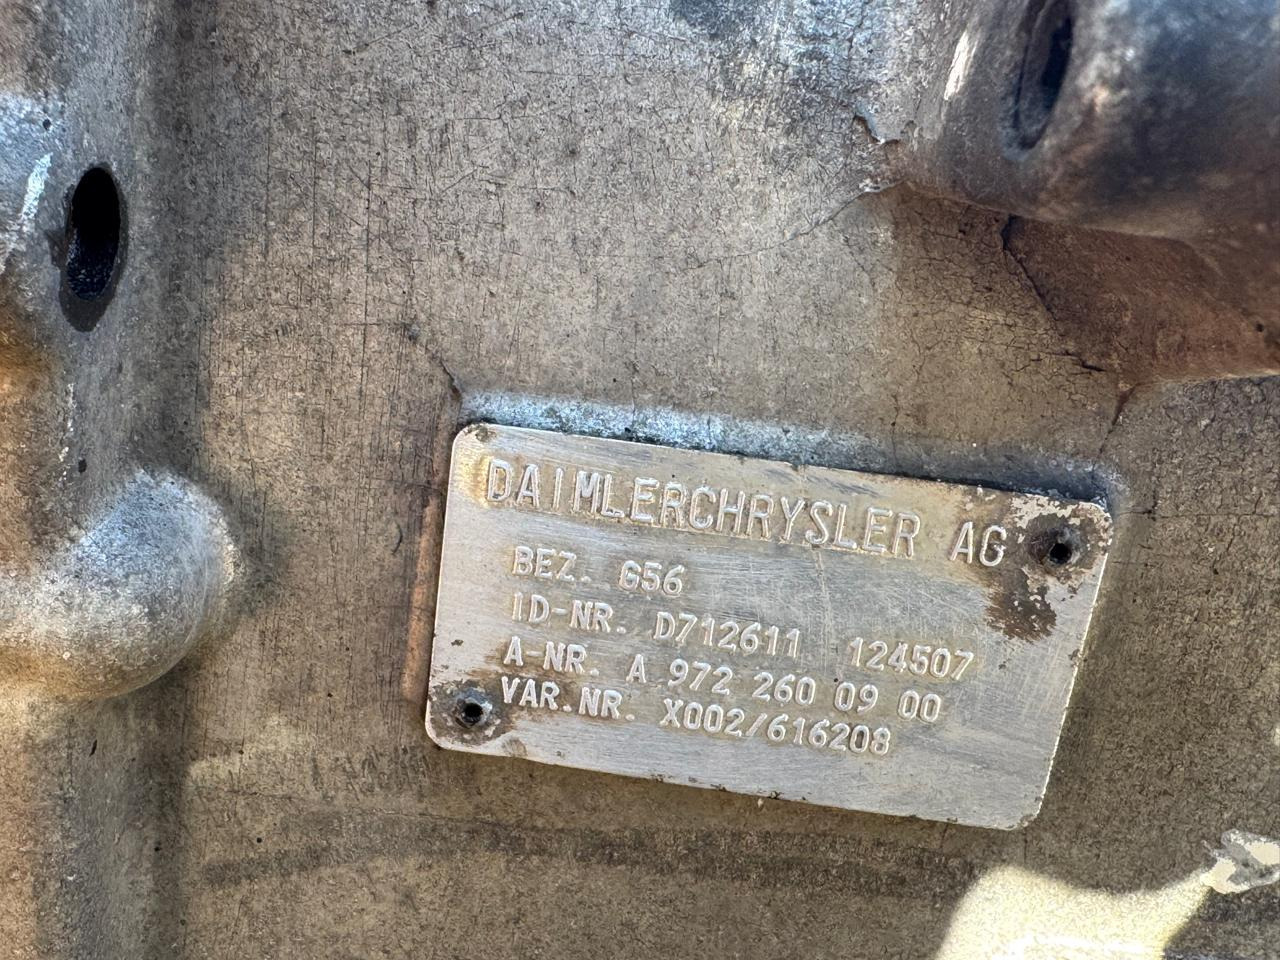 DAIMLERCHRYSLER AG
BEZ. G56
ID-NR. D712611 124507
A-NR. A 972 260 09 00
VAR.NR. X002/616208